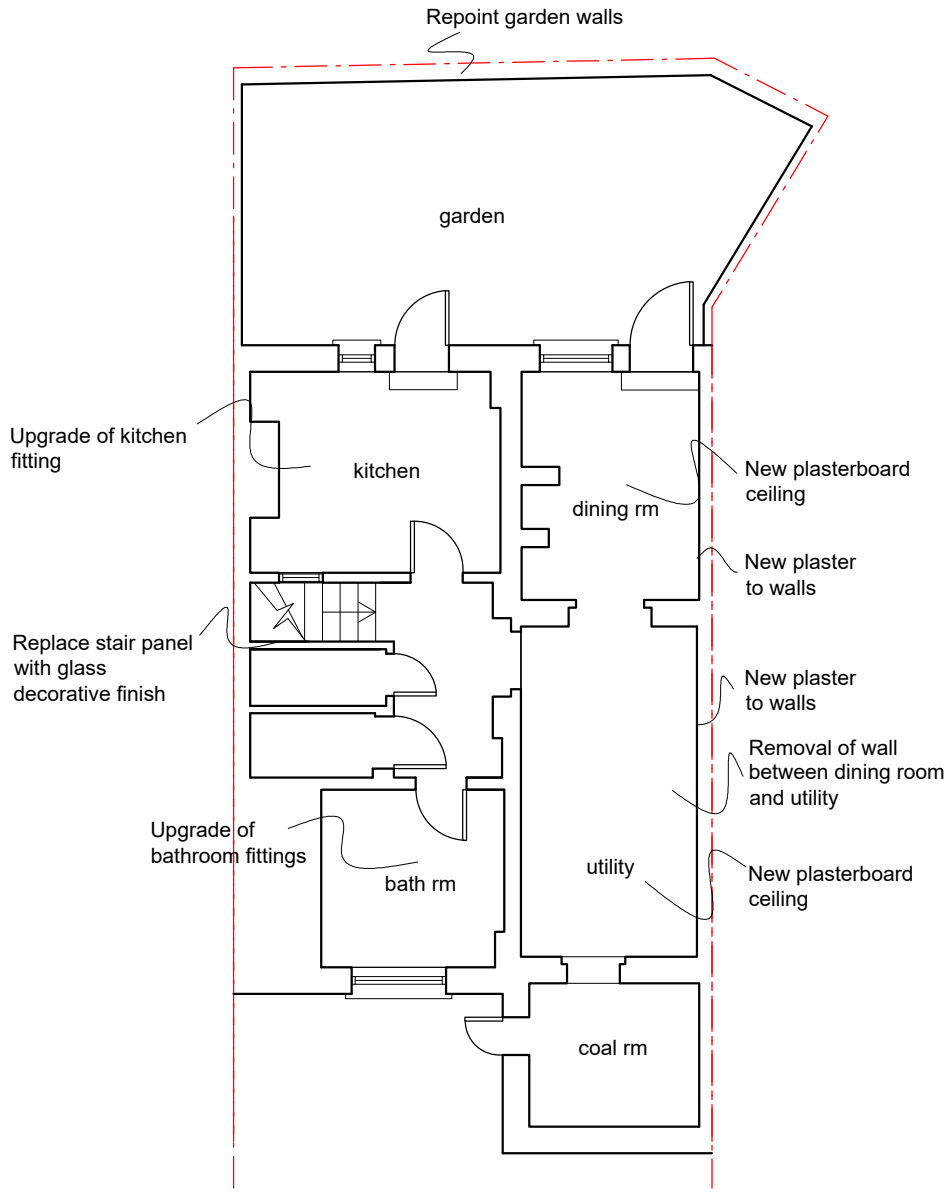 Repoint garden walls
garden
Upgrade of kitchen
fitting
kitchen
New plasterboard
ceiling
dining rm
New plaster
to walls
Replace stair panel
with glass
decorative finish
New plaster
to walls
Removal of wall
between dining room
and utility
Upgrade of
bathroom fittings
bath rm
utility
New plasterboard
ceiling
coal rm